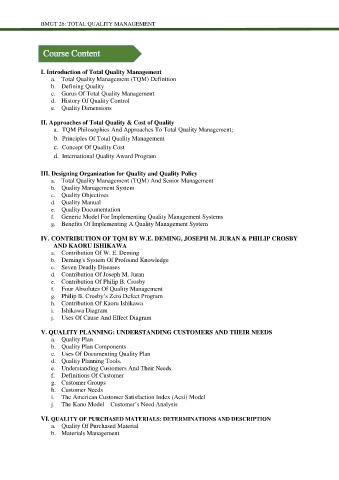 BMGT 26: TOTAL QUALITY MANAGEMENT
Course Content
I. Introduction of Total Quality Management
a. Total Quality Management (TQM) Definition
b. Defining Quality
c. Gurus Of Total Quality Management
d. History Of Quality Control
e. Quality Dimensions
II. Approaches of Total Quality & Cost of Quality
a. TQM Philosophies And Approaches To Total Quality Management;
b. Principles Of Total Quality Management
c. Concept Of Quality Cost
d. International Quality Award Program
III. Designing Organization for Quality and Quality Policy
a. Total Quality Management (TQM) And Senior Management
b. Quality Management System
c. Quality Objectives
d. Quality Manual
e. Quality Documentation
f. Generic Model For Implementing Quality Management Systems
g. Benefits Of Implementing A Quality Management System
IV. CONTRIBUTION OF TQM BY W.E. DEMING, JOSEPH M. JURAN & PHILIP CROSBY
AND KAORU ISHIKAWA
a. Contribution Of W. E. Deming
b. Deming's System Of Profound Knowledge
c. Seven Deadly Diseases
d. Contribution Of Joseph M. Juran
e. Contribution Of Philip B. Crosby
f. Four Absolutes Of Quality Management
g. Philip B. Crosby's Zero Defect Program
h. Contribution Of Kaoru Ishikawa
i. Ishikawa Diagram
j. Uses Of Cause And Effect Diagram
V. QUALITY PLANNING: UNDERSTANDING CUSTOMERS AND THEIR NEEDS
a. Quality Plan
b. Quality Plan Components
c. Uses Of Documenting Quality Plan
d. Quality Planning Tools.
e. Understanding Customers And Their Needs
f. Definitions Of Customer
g. Customer Groups
h. Customer Needs
i. The American Customer Satisfaction Index (Acsi) Model
j. The Kano Model Customer's Need Analysis
VI. QUALITY OF PURCHASED MATERIALS: DETERMINATIONS AND DESCRIPTION
a. Quality Of Purchased Material
b. Materials Management